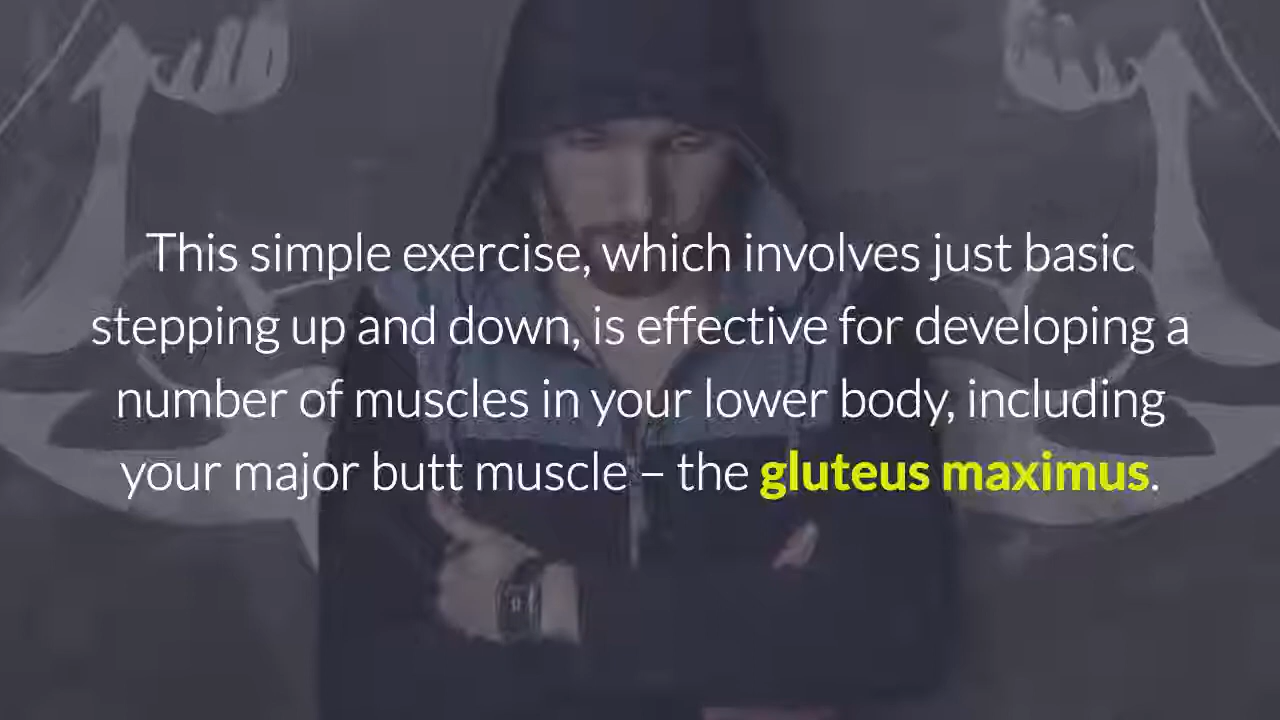 This simple exercise, which involves just basic
stepping up and down, is effective for developing a
number of muscles in your lower body, including
your major butt muscle – the gluteus maximus.